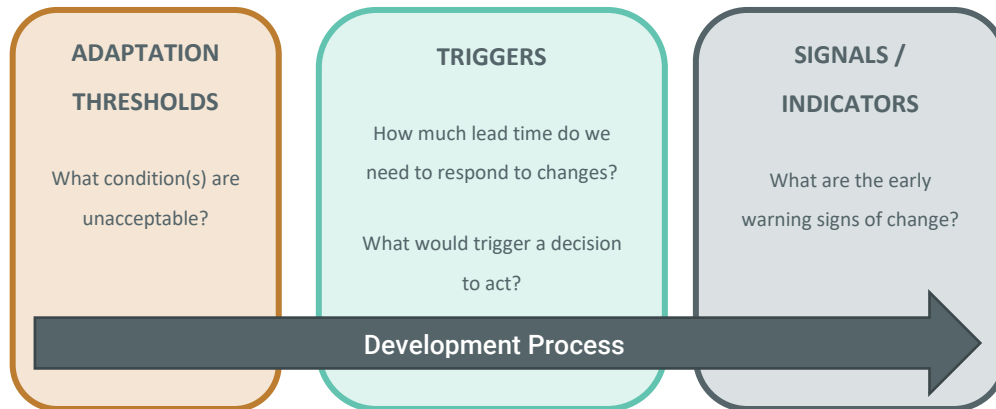 ADAPTATION
THRESHOLDS
What condition(s) are
unacceptable?
TRIGGERS
How much lead time do we
need to respond to changes?
What would trigger a decision
to act?
SIGNALS /
INDICATORS
What are the early
warning signs of change?
Development Process